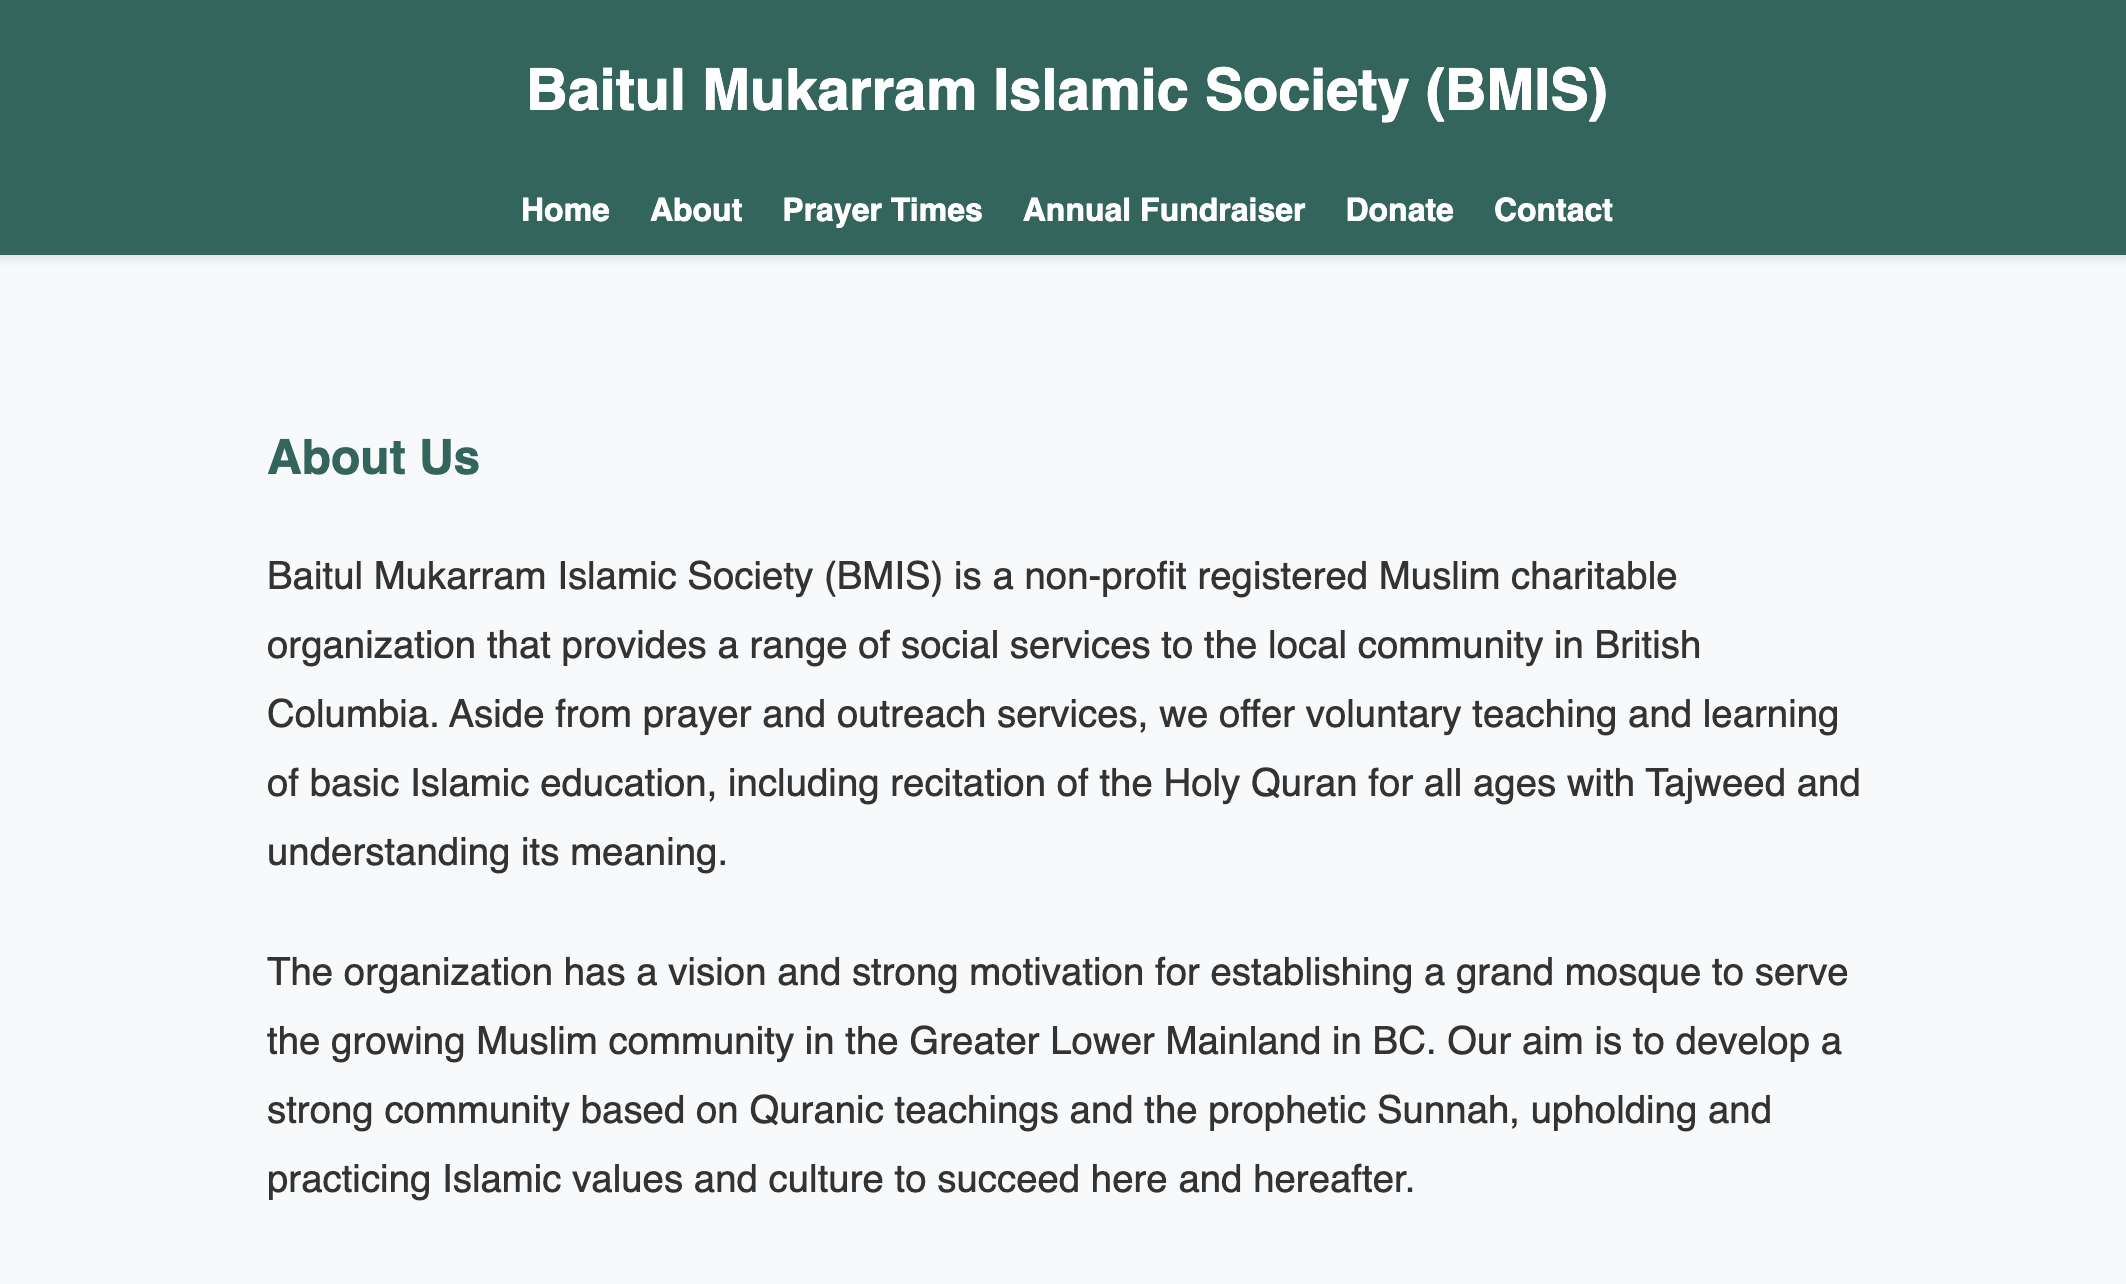 Baitul Mukarram Islamic Society (BMIS)
Home About Prayer Times Annual Fundraiser Donate Contact
About Us
Baitul Mukarram Islamic Society (BMIS) is a non-profit registered Muslim charitable
organization that provides a range of social services to the local community in British
Columbia. Aside from prayer and outreach services, we offer voluntary teaching and learning
of basic Islamic education, including recitation of the Holy Quran for all ages with Tajweed and
understanding its meaning.
The organization has a vision and strong motivation for establishing a grand mosque to serve
the growing Muslim community in the Greater Lower Mainland in BC. Our aim is to develop a
strong community based on Quranic teachings and the prophetic Sunnah, upholding and
practicing Islamic values and culture to succeed here and hereafter.